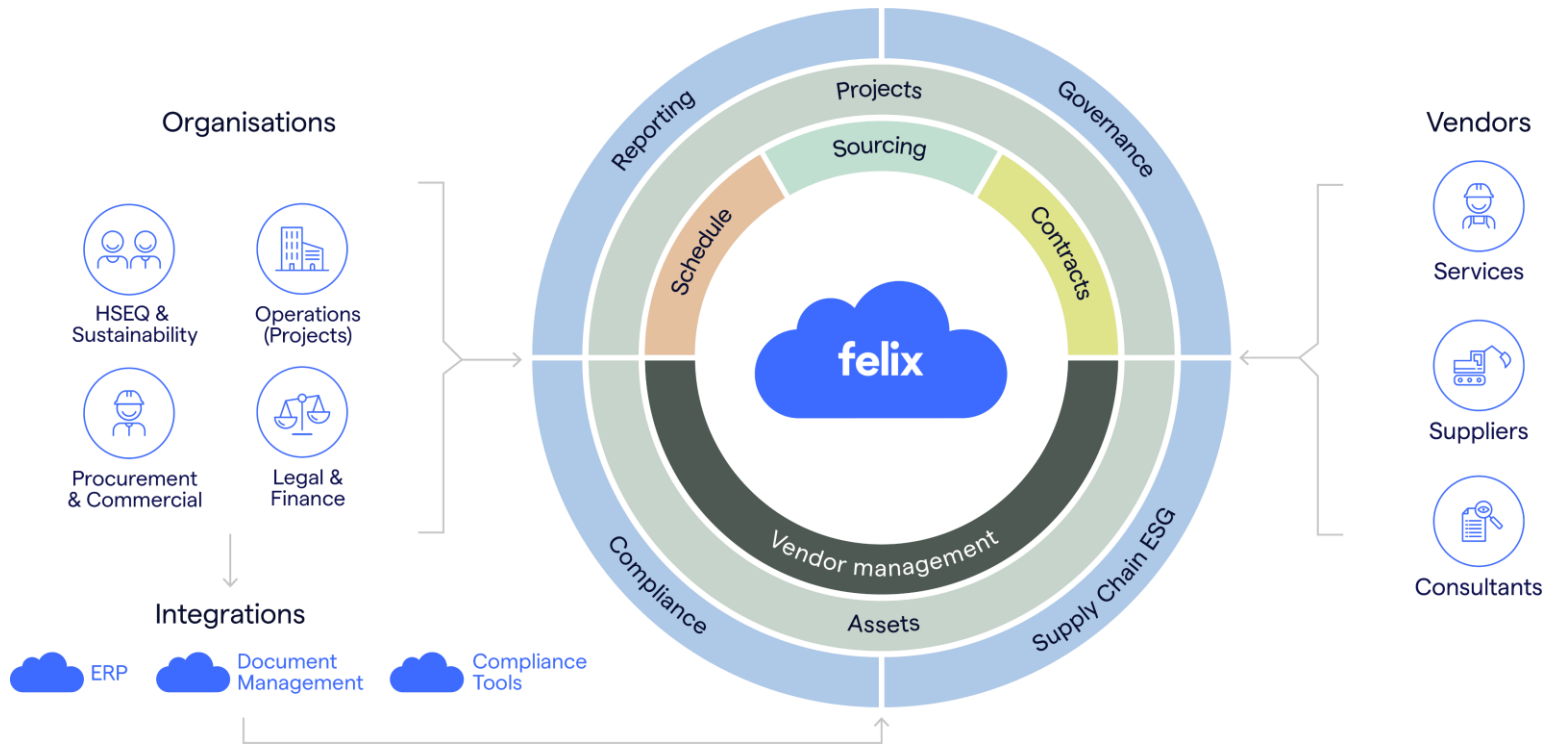 Organisations
HSEQ &
Sustainability
Operations
(Projects)
Procurement
& Commercial
Legal &
Finance
Integrations
ERP
Document
Management
Compliance
Tools
Reporting
Governance
Projects
Sourcing
Schedule
Contracts
felix
Vendor management
Assets
Compliance
Supply Chain ESG
Vendors
Services
Suppliers
Consultants